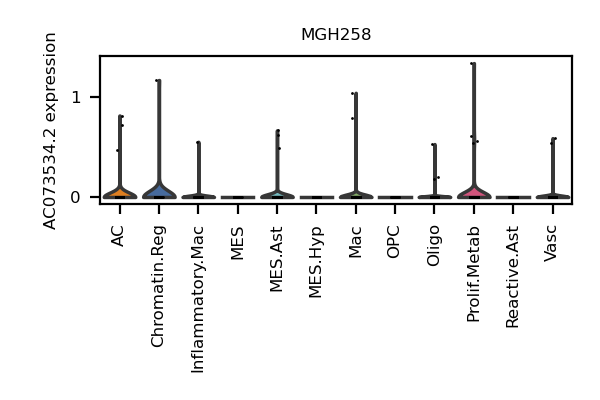 MGH258
AC073534.2 expression
1
0
AC
Chromatin.Reg
Inflammatory.Mac
MES
MES.Ast
MES.Hyp
Mac
OPC
Oligo
Prolif.Metab
Reactive.Ast
Vasc